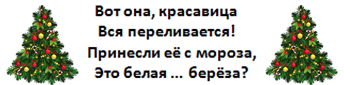 Вот она, красавица
Вся переливается!
Принесли её с мороза,
Это белая ... берёза?